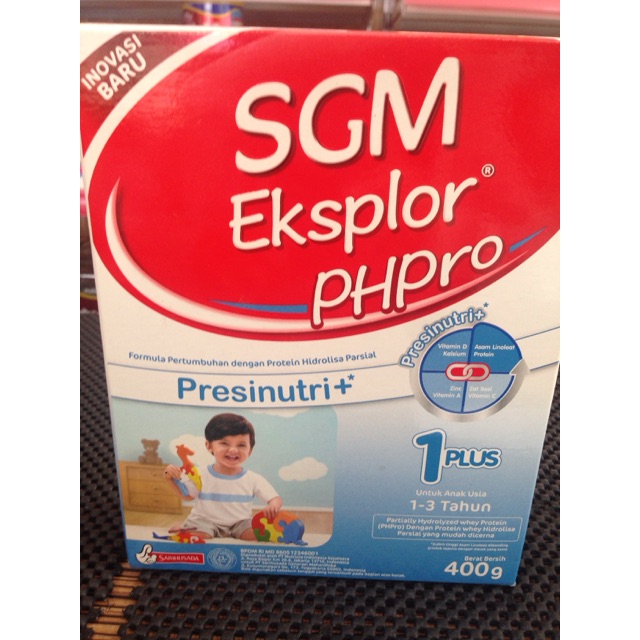 INOVASI
BARU
SGM
Eksplor®
PHPro
Presinutri+*
Vitamin D
Kalsium
Asam Linoleat
Protein
Zinc
Vitamin A
Zat Besi
Vitamin C
Formula Pertumbuhan dengan Protein Hidrolisa Parsial
Presinutri+*
1 PLUS
Untuk Anak Usia
1-3 Tahun
Partially Hydrolyzed whey Protein
(PHPro) Dengan Protein whey Hidrolisa
Parsial yang mudah dicerna
SARIHUSADA
Berat Bersih
400g